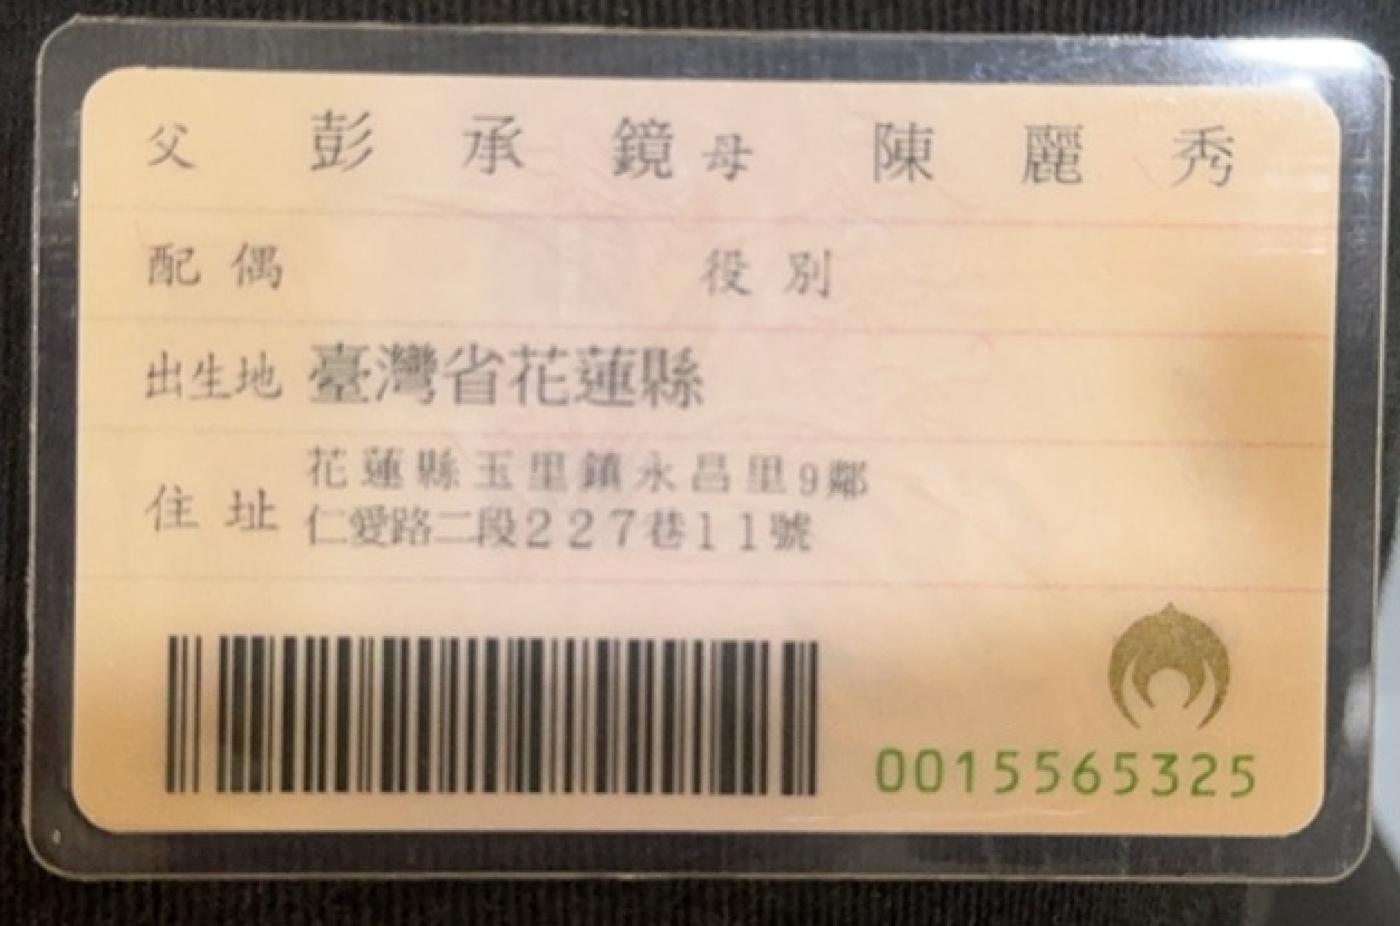 父 彭承鏡 母 陳麗秀
配偶 役別
出生地 臺灣省花蓮縣
住址 花蓮縣玉里鎮永昌里9鄰
仁愛路二段227巷11號
0015565325